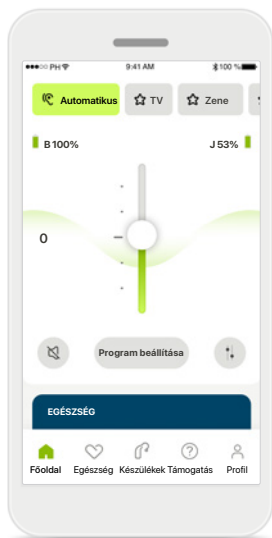 ●●●○○ PH 9:41 AM 100 %
Automatikus TV Zene
B 100% J 53%
0
Program beállítása
EGÉSZSÉG
Főoldal Egészség Készülékek Támogatás Profil